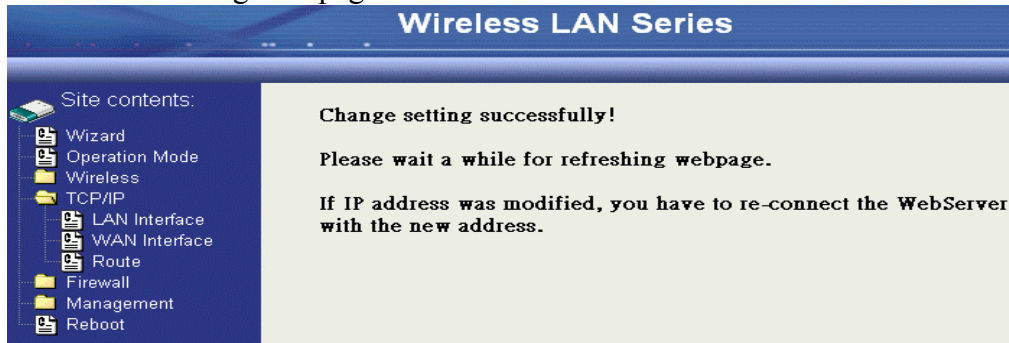 Wireless LAN Series
Site contents:
Wizard
Operation Mode
Wireless
TCP/IP
LAN Interface
WAN Interface
Route
Firewall
Management
Reboot
Change setting successfully!
Please wait a while for refreshing webpage.
If IP address was modified, you have to re-connect the WebServer
with the new address.